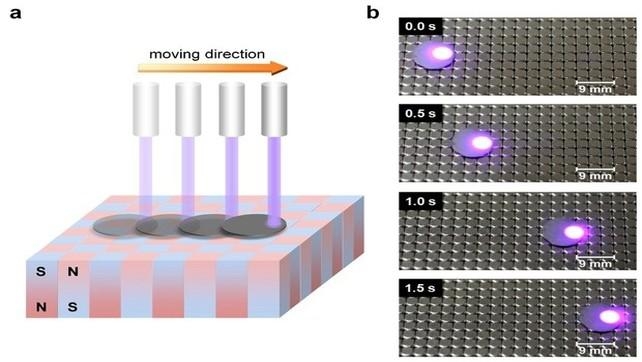 a
moving direction
S N
N S
b
0.0 s
9 mm
0.5 s
9 mm
1.0 s
9 mm
1.5 s
9 mm